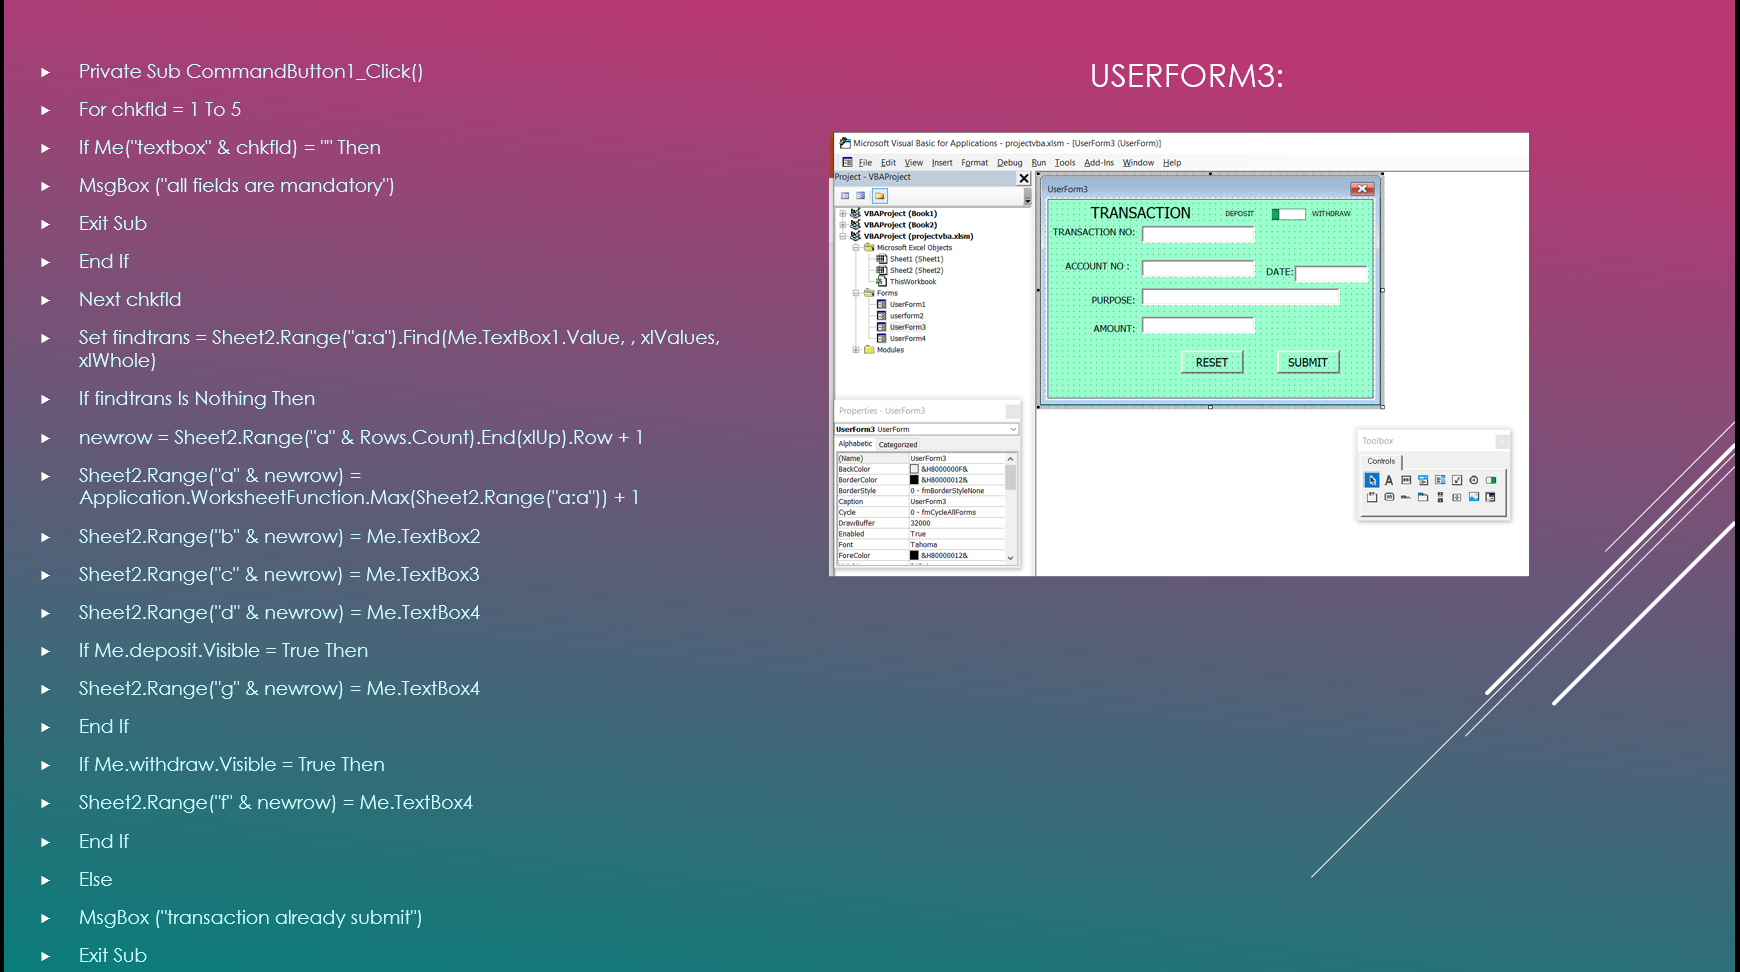 Private Sub CommandButton1_Click()
For chkfld = 1 To 5
If Me("textbox" & chkfld) = "" Then
MsgBox ("all fields are mandatory")
Exit Sub
End If
Next chkfld
Set findtrans = Sheet2.Range("a:a").Find(Me.TextBox1.Value, , xlValues,
xlWhole)
If findtrans Is Nothing Then
newrow = Sheet2.Range("a" & Rows.Count).End(xlUp).Row + 1
Sheet2.Range("a" & newrow) =
Application.WorksheetFunction.Max(Sheet2.Range("a:a")) + 1
Sheet2.Range("b" & newrow) = Me.TextBox2
Sheet2.Range("c" & newrow) = Me.TextBox3
Sheet2.Range("d" & newrow) = Me.TextBox4
If Me.deposit.Visible = True Then
Sheet2.Range("g" & newrow) = Me.TextBox4
End If
If Me.withdraw.Visible = True Then
Sheet2.Range("f" & newrow) = Me.TextBox4
End If
Else
MsgBox ("transaction already submit")
Exit Sub
USERFORM3:
Microsoft Visual Basic for Applications - projectvba.xlsm - [UserForm3 (UserForm)]
File Edit View Insert Format Debug Run Tools Add-Ins Window Help
Project - VBAProject
VBAProject (Book1)
VBAProject (Book2)
VBAProject (projectvba.xlsm)
Microsoft Excel Objects
Sheet1 (Sheet1)
Sheet2 (Sheet2)
ThisWorkbook
Forms
UserForm1
userform2
UserForm3
UserForm4
Modules
Properties - UserForm3
UserForm3 UserForm
Alphabetic Categorized
(Name) UserForm3
BackColor &H8000000F&
BorderColor &H80000012&
BorderStyle 0 - fmBorderStyleNone
Caption UserForm3
Cycle 0 - fmCycleAllForms
DrawBuffer 32000
Enabled True
Font Tahoma
ForeColor &H80000012&
UserForm3
TRANSACTION DEPOSIT WITHDRAW
TRANSACTION NO:
ACCOUNT NO : DATE:
PURPOSE:
AMOUNT:
RESET SUBMIT
Toolbox
Controls